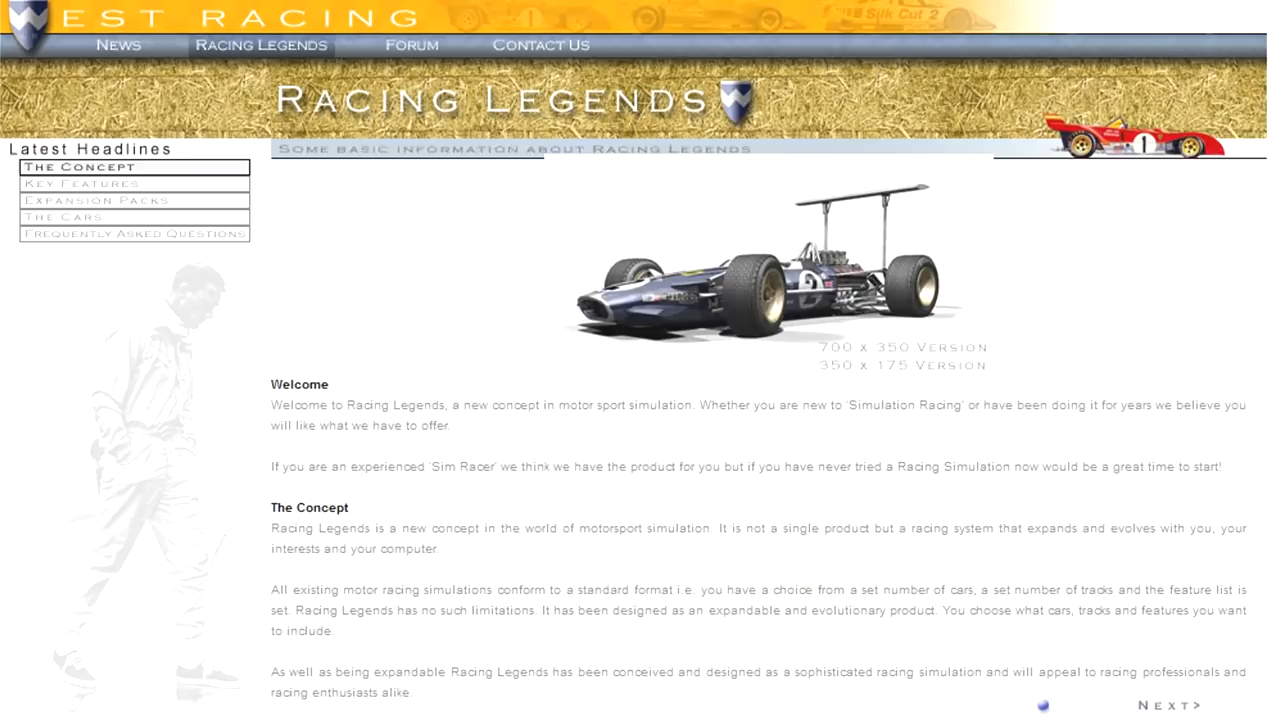 EST RACING
Silk Cut 2
NEWS RACING LEGENDS FORUM CONTACT US
RACING LEGENDS
Latest Headlines
SOME BASIC INFORMATION ABOUT RACING LEGENDS
1
THE CONCEPT
KEY FEATURES
EXPANSION PACKS
THE CARS
FREQUENTLY ASKED QUESTIONS
2
700 X 350 VERSION
350 X 175 VERSION
Welcome
Welcome to Racing Legends, a new concept in motor sport simulation. Whether you are new to 'Simulation Racing' or have been doing it for years we believe you
will like what we have to offer.
If you are an experienced 'Sim Racer' we think we have the product for you but if you have never tried a Racing Simulation now would be a great time to start!
The Concept
Racing Legends is a new concept in the world of motorsport simulation. It is not a single product but a racing system that expands and evolves with you, your
interests and your computer.
All existing motor racing simulations conform to a standard format i.e. you have a choice from a set number of cars, a set number of tracks and the feature list is
set. Racing Legends has no such limitations. It has been designed as an expandable and evolutionary product. You choose what cars, tracks and features you want
to include.
As well as being expandable Racing Legends has been conceived and designed as a sophisticated racing simulation and will appeal to racing professionals and
racing enthusiasts alike.
NEXT>